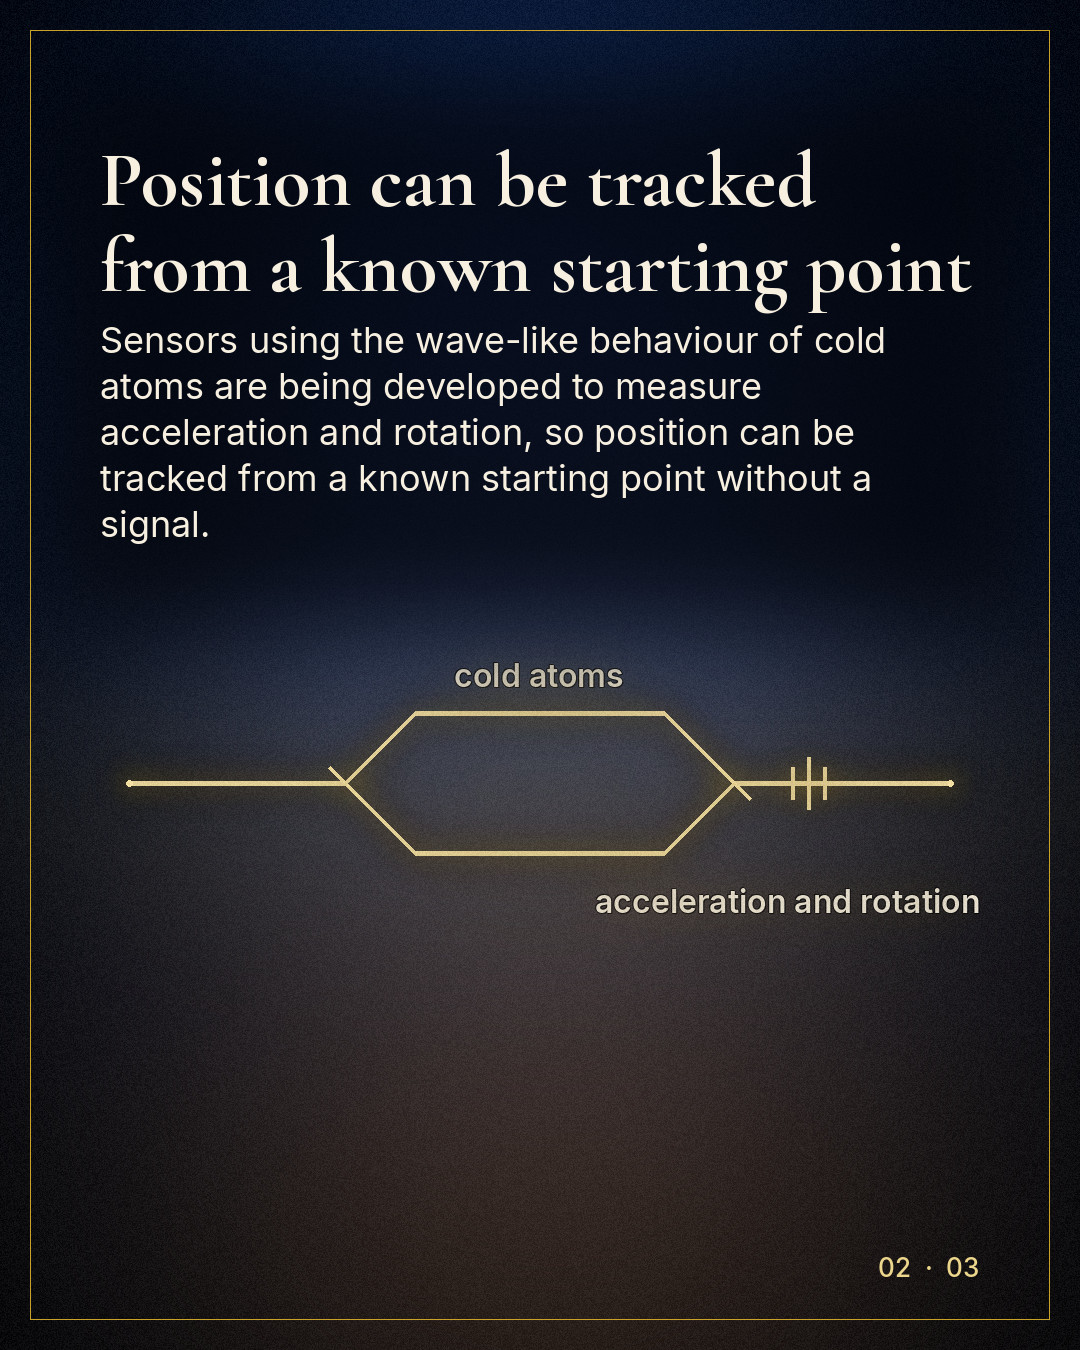 Position can be tracked
from a known starting point
Sensors using the wave-like behaviour of cold
atoms are being developed to measure
acceleration and rotation, so position can be
tracked from a known starting point without a
signal.
cold atoms
acceleration and rotation
02 · 03